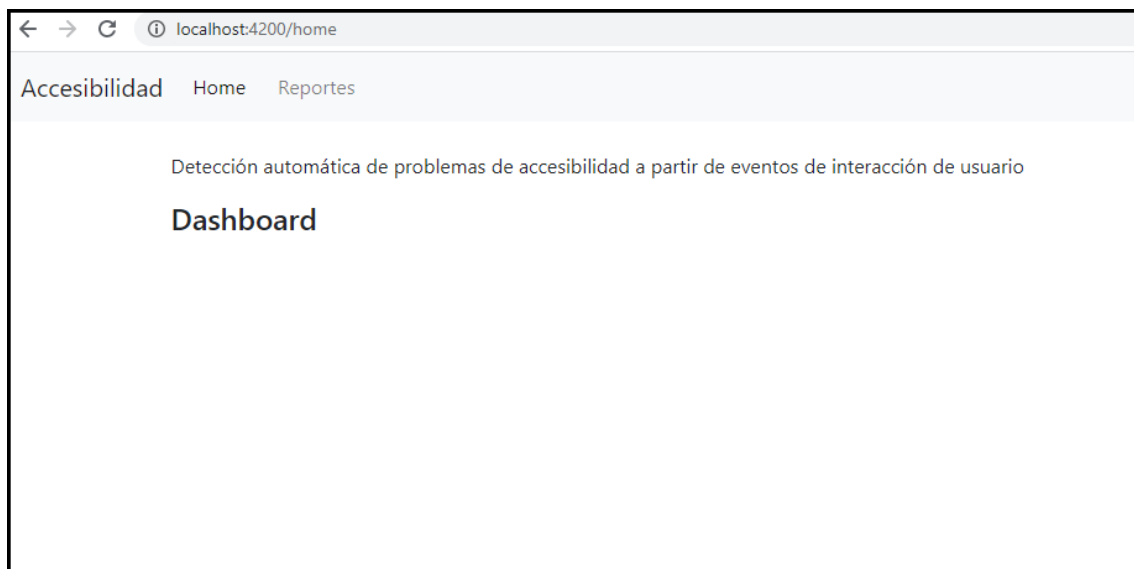 localhost:4200/home
Accesibilidad Home Reportes
Detección automática de problemas de accesibilidad a partir de eventos de interacción de usuario
Dashboard